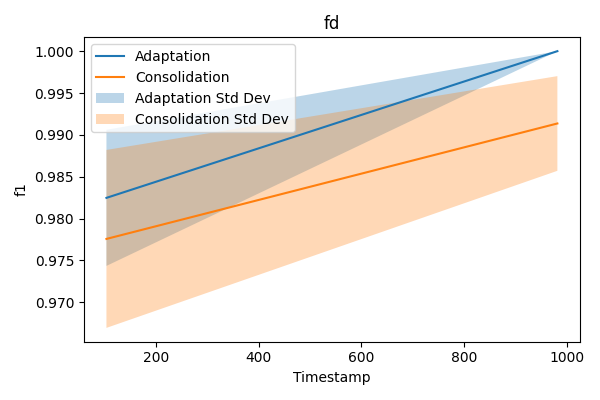 fd
Adaptation
Consolidation
Adaptation Std Dev
Consolidation Std Dev
f1
1.000
0.995
0.990
0.985
0.980
0.975
0.970
200 400 600 800 1000
Timestamp